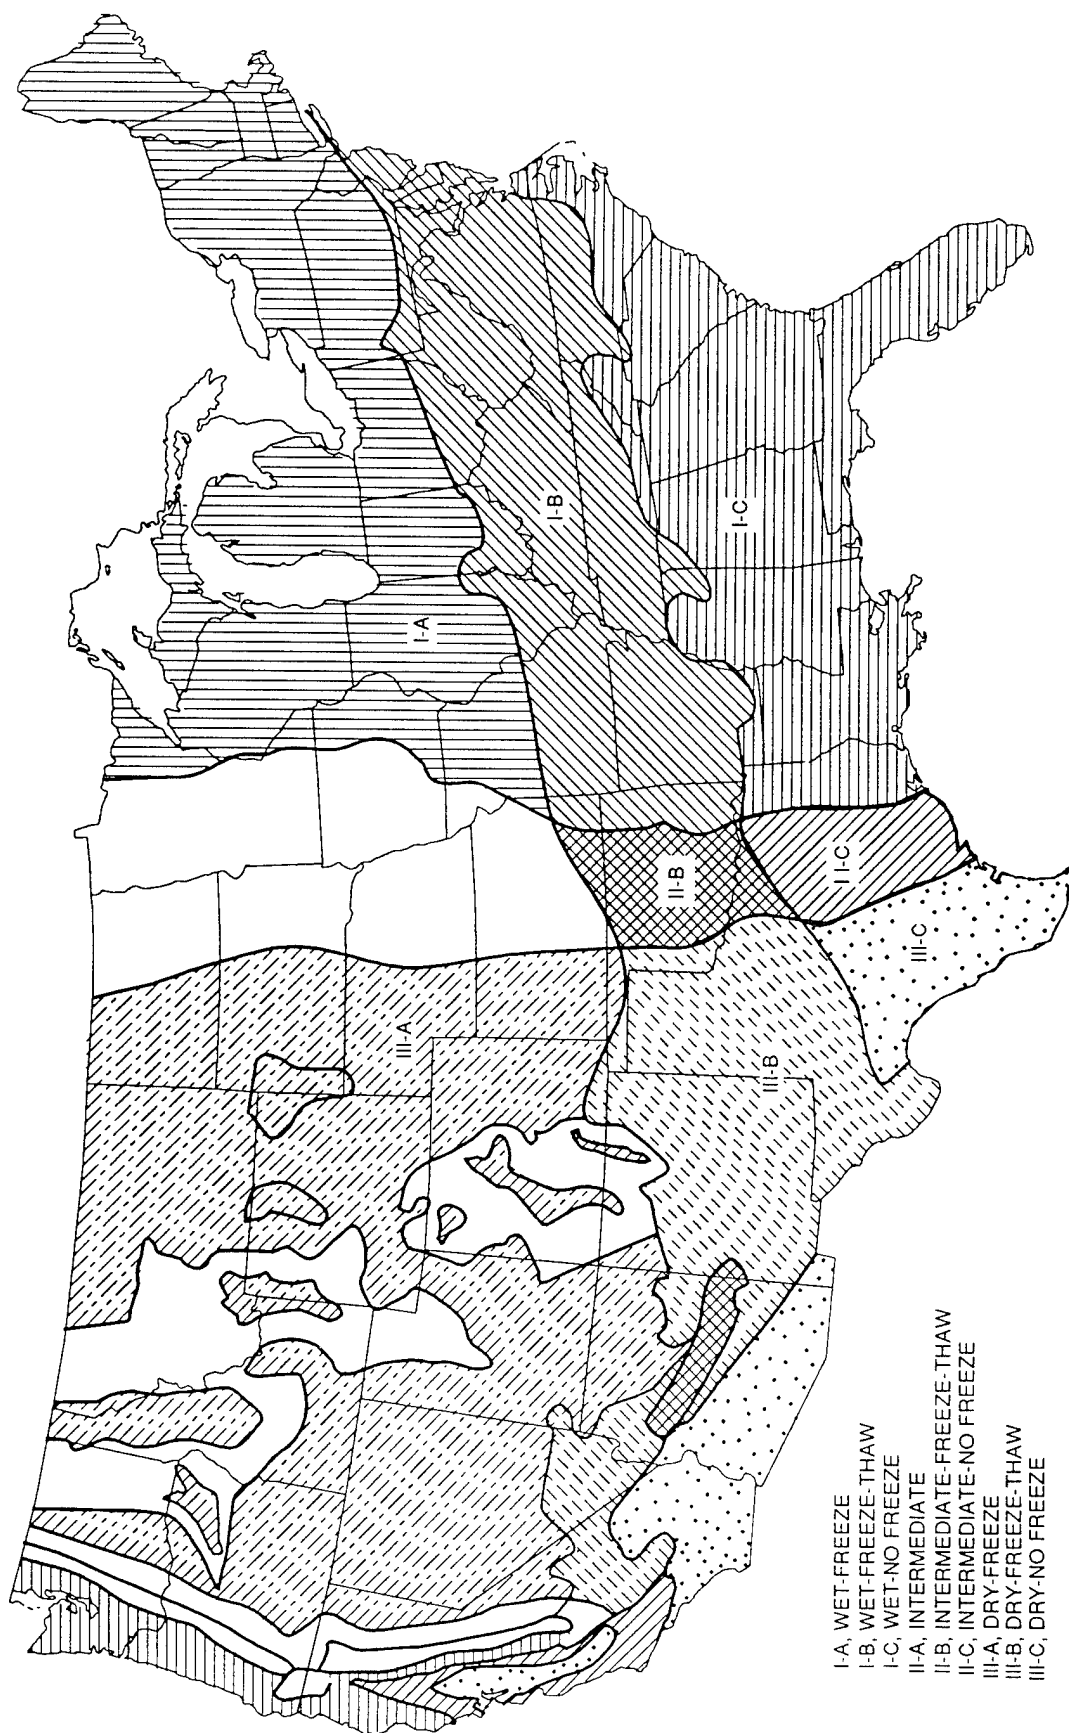 I-A
I-B
I-C
II-B
II-C
III-A
III-B
III-C
I-A, WET-FREEZE
I-B, WET-FREEZE-THAW
I-C, WET-NO FREEZE
II-A, INTERMEDIATE
II-B, INTERMEDIATE-FREEZE-THAW
II-C, INTERMEDIATE-NO FREEZE
III-A, DRY-FREEZE
III-B, DRY-FREEZE-THAW
III-C, DRY-NO FREEZE